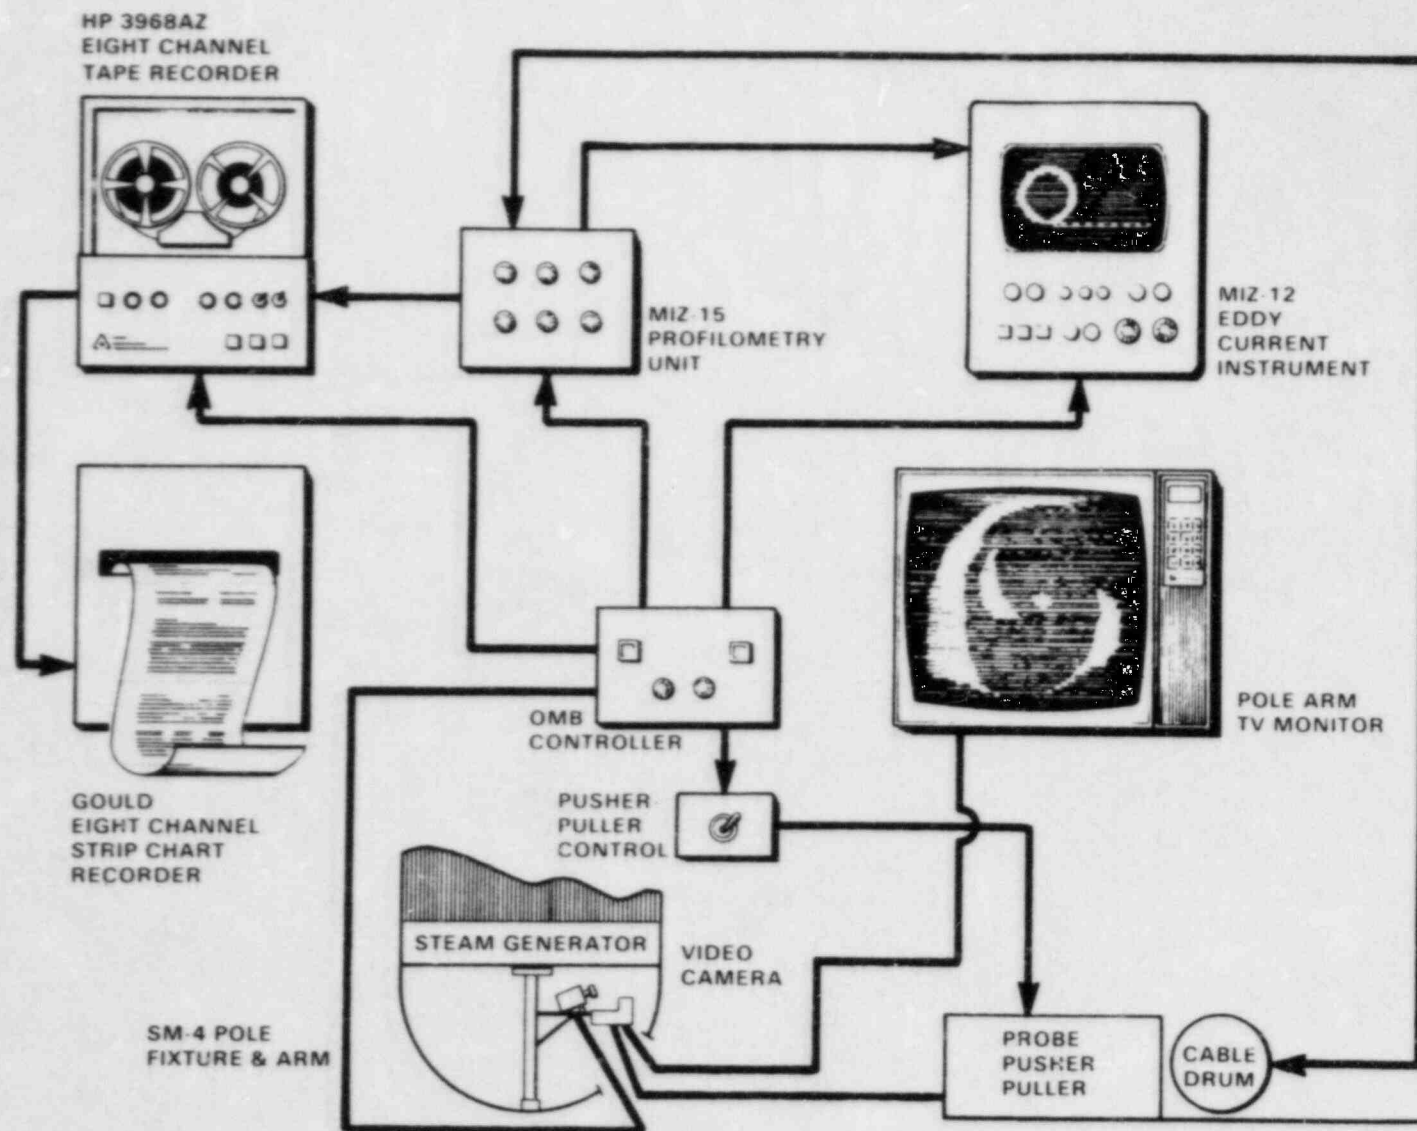 HP 3968AZ
EIGHT CHANNEL
TAPE RECORDER
MIZ-15
PROFILOMETRY
UNIT
MIZ-12
EDDY
CURRENT
INSTRUMENT
GOULD
EIGHT CHANNEL
STRIP CHART
RECORDER
OMB
CONTROLLER
POLE ARM
TV MONITOR
PUSHER
PULLER
CONTROL
STEAM GENERATOR
VIDEO
CAMERA
SM-4 POLE
FIXTURE & ARM
PROBE
PUSHER
PULLER
CABLE
DRUM